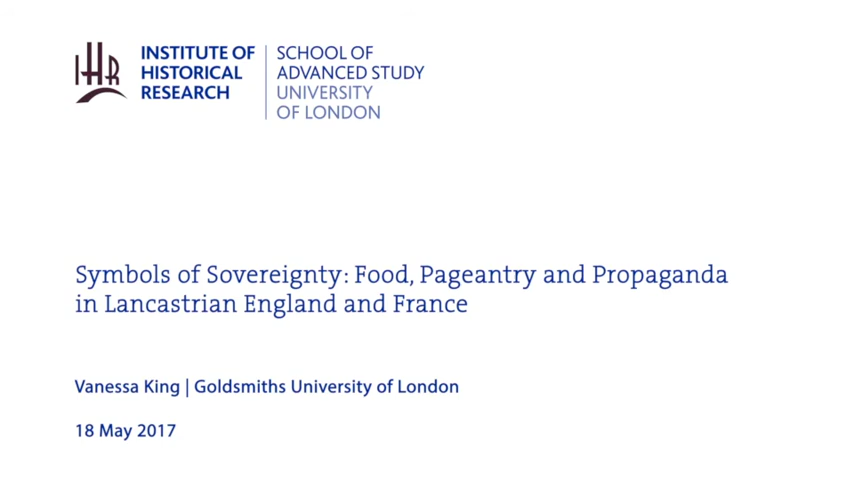 IHR
INSTITUTE OF
HISTORICAL
RESEARCH
SCHOOL OF
ADVANCED STUDY
UNIVERSITY
OF LONDON
Symbols of Sovereignty: Food, Pageantry and Propaganda
in Lancastrian England and France
Vanessa King | Goldsmiths University of London
18 May 2017